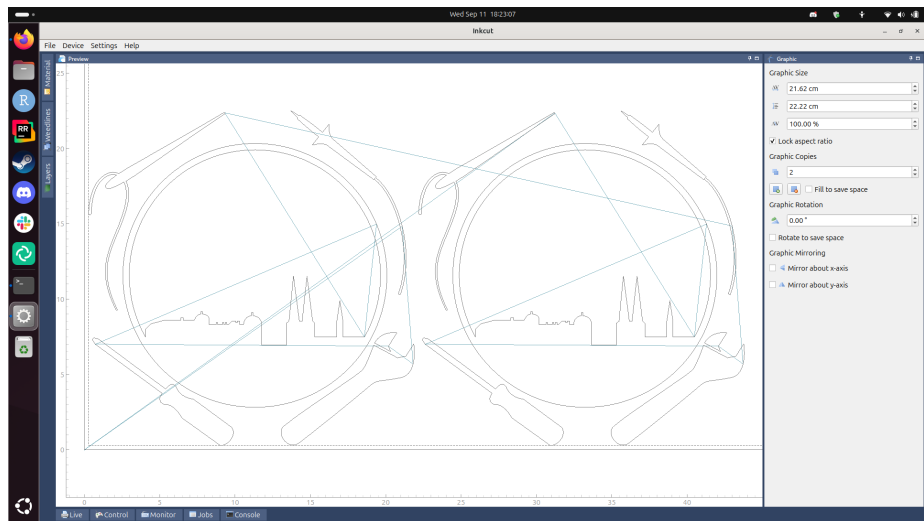 Wed Sep 11 18:23:07
Inkcut
File Device Settings Help
Preview
Graphic
Material
Weedlines
Layers
25
20
15
10
5
0
0 5 10 15 20 25 30 35 40
Graphic Size
21.62 cm
22.22 cm
100.00 %
Lock aspect ratio
Graphic Copies
2
Fill to save space
Graphic Rotation
0.00 °
Rotate to save space
Graphic Mirroring
Mirror about x-axis
Mirror about y-axis
R
RR
Live Control Monitor Jobs Console